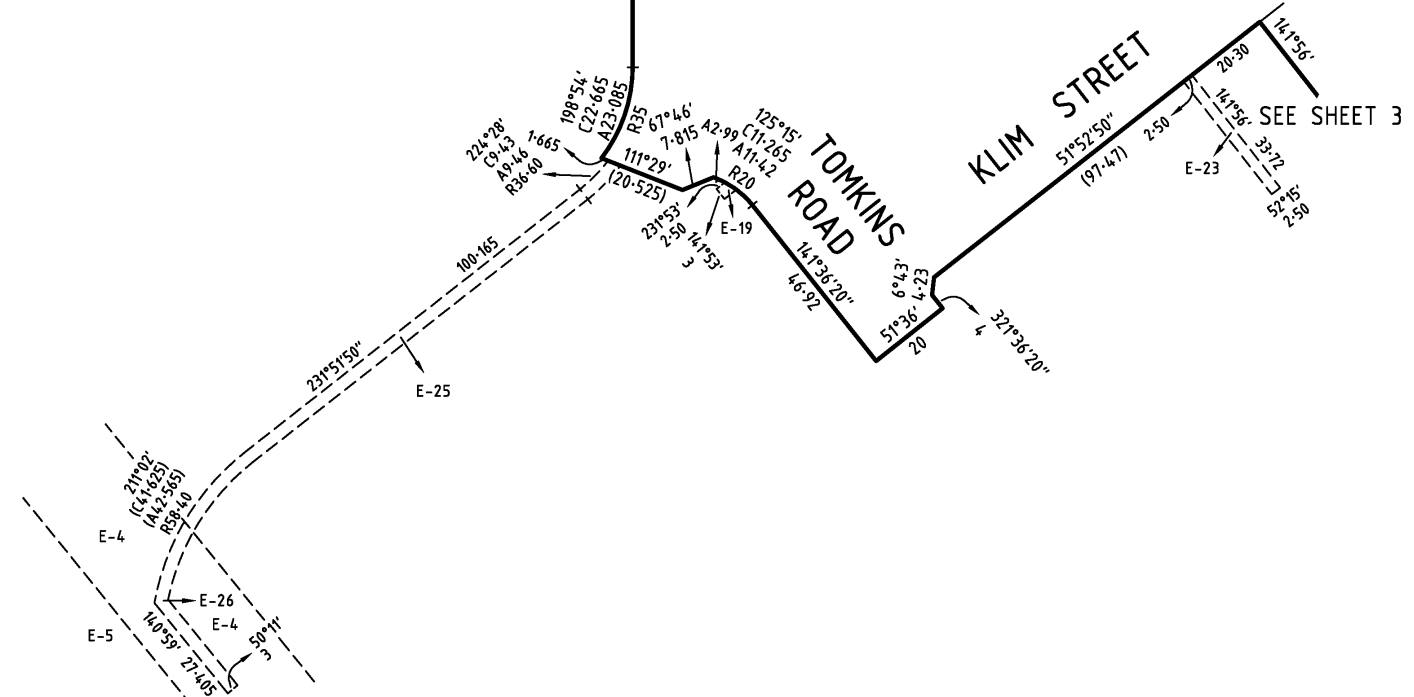 KLIM STREET
141°56'
20·30
SEE SHEET 3
198°54'
C22·665
A23·085
R35
224°28'
C9·43
A9·46
R36·60
1·665
111°29'
(20·525)
67°46'
7·815
A2·99
125°15'
C11·265
A11·42
R20
231°53'
2·50
141°53'
3
E-19
TOMKINS
ROAD
141°36'20"
46·92
51°36'
20
6°43'
4·23
321°36'20"
4
51°52'50"
(97·47)
2·50
141°56'
33·72
E-23
52°15'
2·50
100·165
231°51'50"
E-25
211°02'
(C41·625)
(A42·565)
R58·40
E-4
E-26
E-4
E-5
140°59'
27·405
50°11'
3